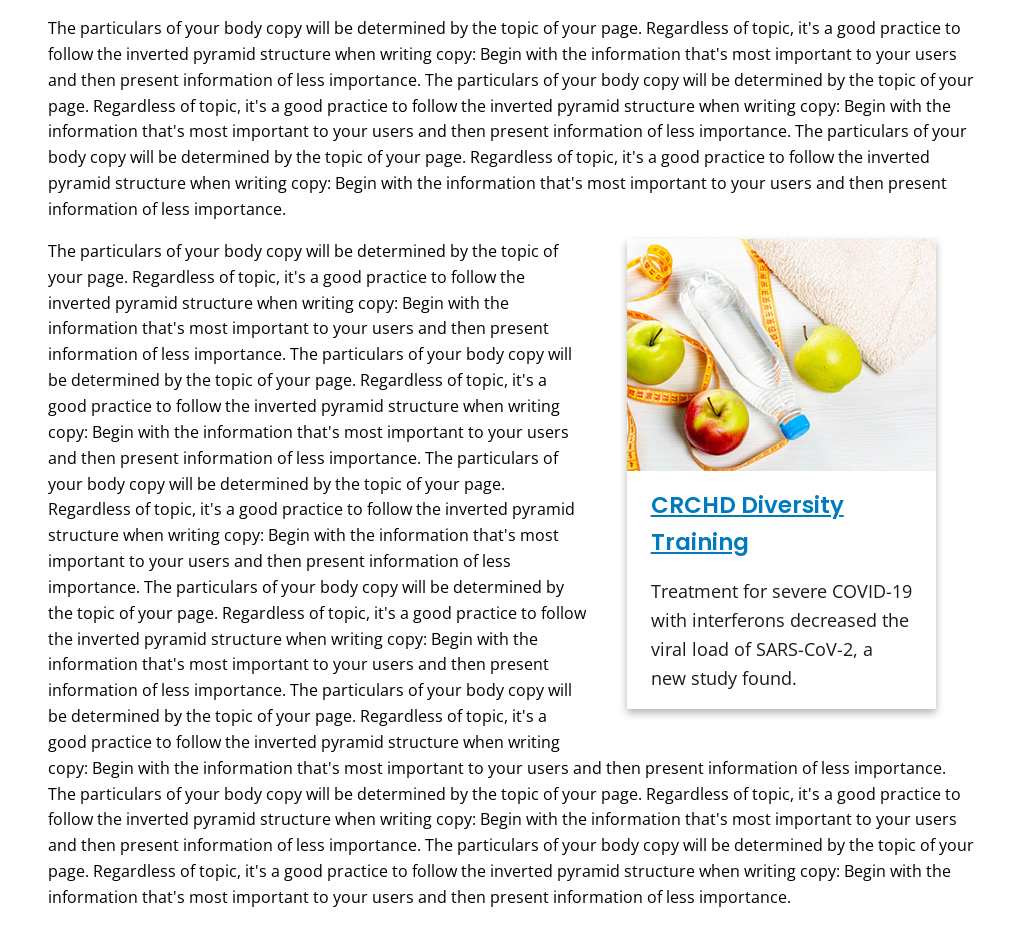 The particulars of your body copy will be determined by the topic of your page. Regardless of topic, it's a good practice to
follow the inverted pyramid structure when writing copy: Begin with the information that's most important to your users
and then present information of less importance. The particulars of your body copy will be determined by the topic of your
page. Regardless of topic, it's a good practice to follow the inverted pyramid structure when writing copy: Begin with the
information that's most important to your users and then present information of less importance. The particulars of your
body copy will be determined by the topic of your page. Regardless of topic, it's a good practice to follow the inverted
pyramid structure when writing copy: Begin with the information that's most important to your users and then present
information of less importance.
The particulars of your body copy will be determined by the topic of
your page. Regardless of topic, it's a good practice to follow the
inverted pyramid structure when writing copy: Begin with the
information that's most important to your users and then present
information of less importance. The particulars of your body copy will
be determined by the topic of your page. Regardless of topic, it's a
good practice to follow the inverted pyramid structure when writing
copy: Begin with the information that's most important to your users
and then present information of less importance. The particulars of
your body copy will be determined by the topic of your page.
Regardless of topic, it's a good practice to follow the inverted pyramid
structure when writing copy: Begin with the information that's most
important to your users and then present information of less
importance. The particulars of your body copy will be determined by
the topic of your page. Regardless of topic, it's a good practice to follow
the inverted pyramid structure when writing copy: Begin with the
information that's most important to your users and then present
information of less importance. The particulars of your body copy will
be determined by the topic of your page. Regardless of topic, it's a
good practice to follow the inverted pyramid structure when writing
copy: Begin with the information that's most important to your users and then present information of less importance.
The particulars of your body copy will be determined by the topic of your page. Regardless of topic, it's a good practice to
follow the inverted pyramid structure when writing copy: Begin with the information that's most important to your users
and then present information of less importance. The particulars of your body copy will be determined by the topic of your
page. Regardless of topic, it's a good practice to follow the inverted pyramid structure when writing copy: Begin with the
information that's most important to your users and then present information of less importance.
CRCHD Diversity
Training
Treatment for severe COVID-19
with interferons decreased the
viral load of SARS-CoV-2, a
new study found.